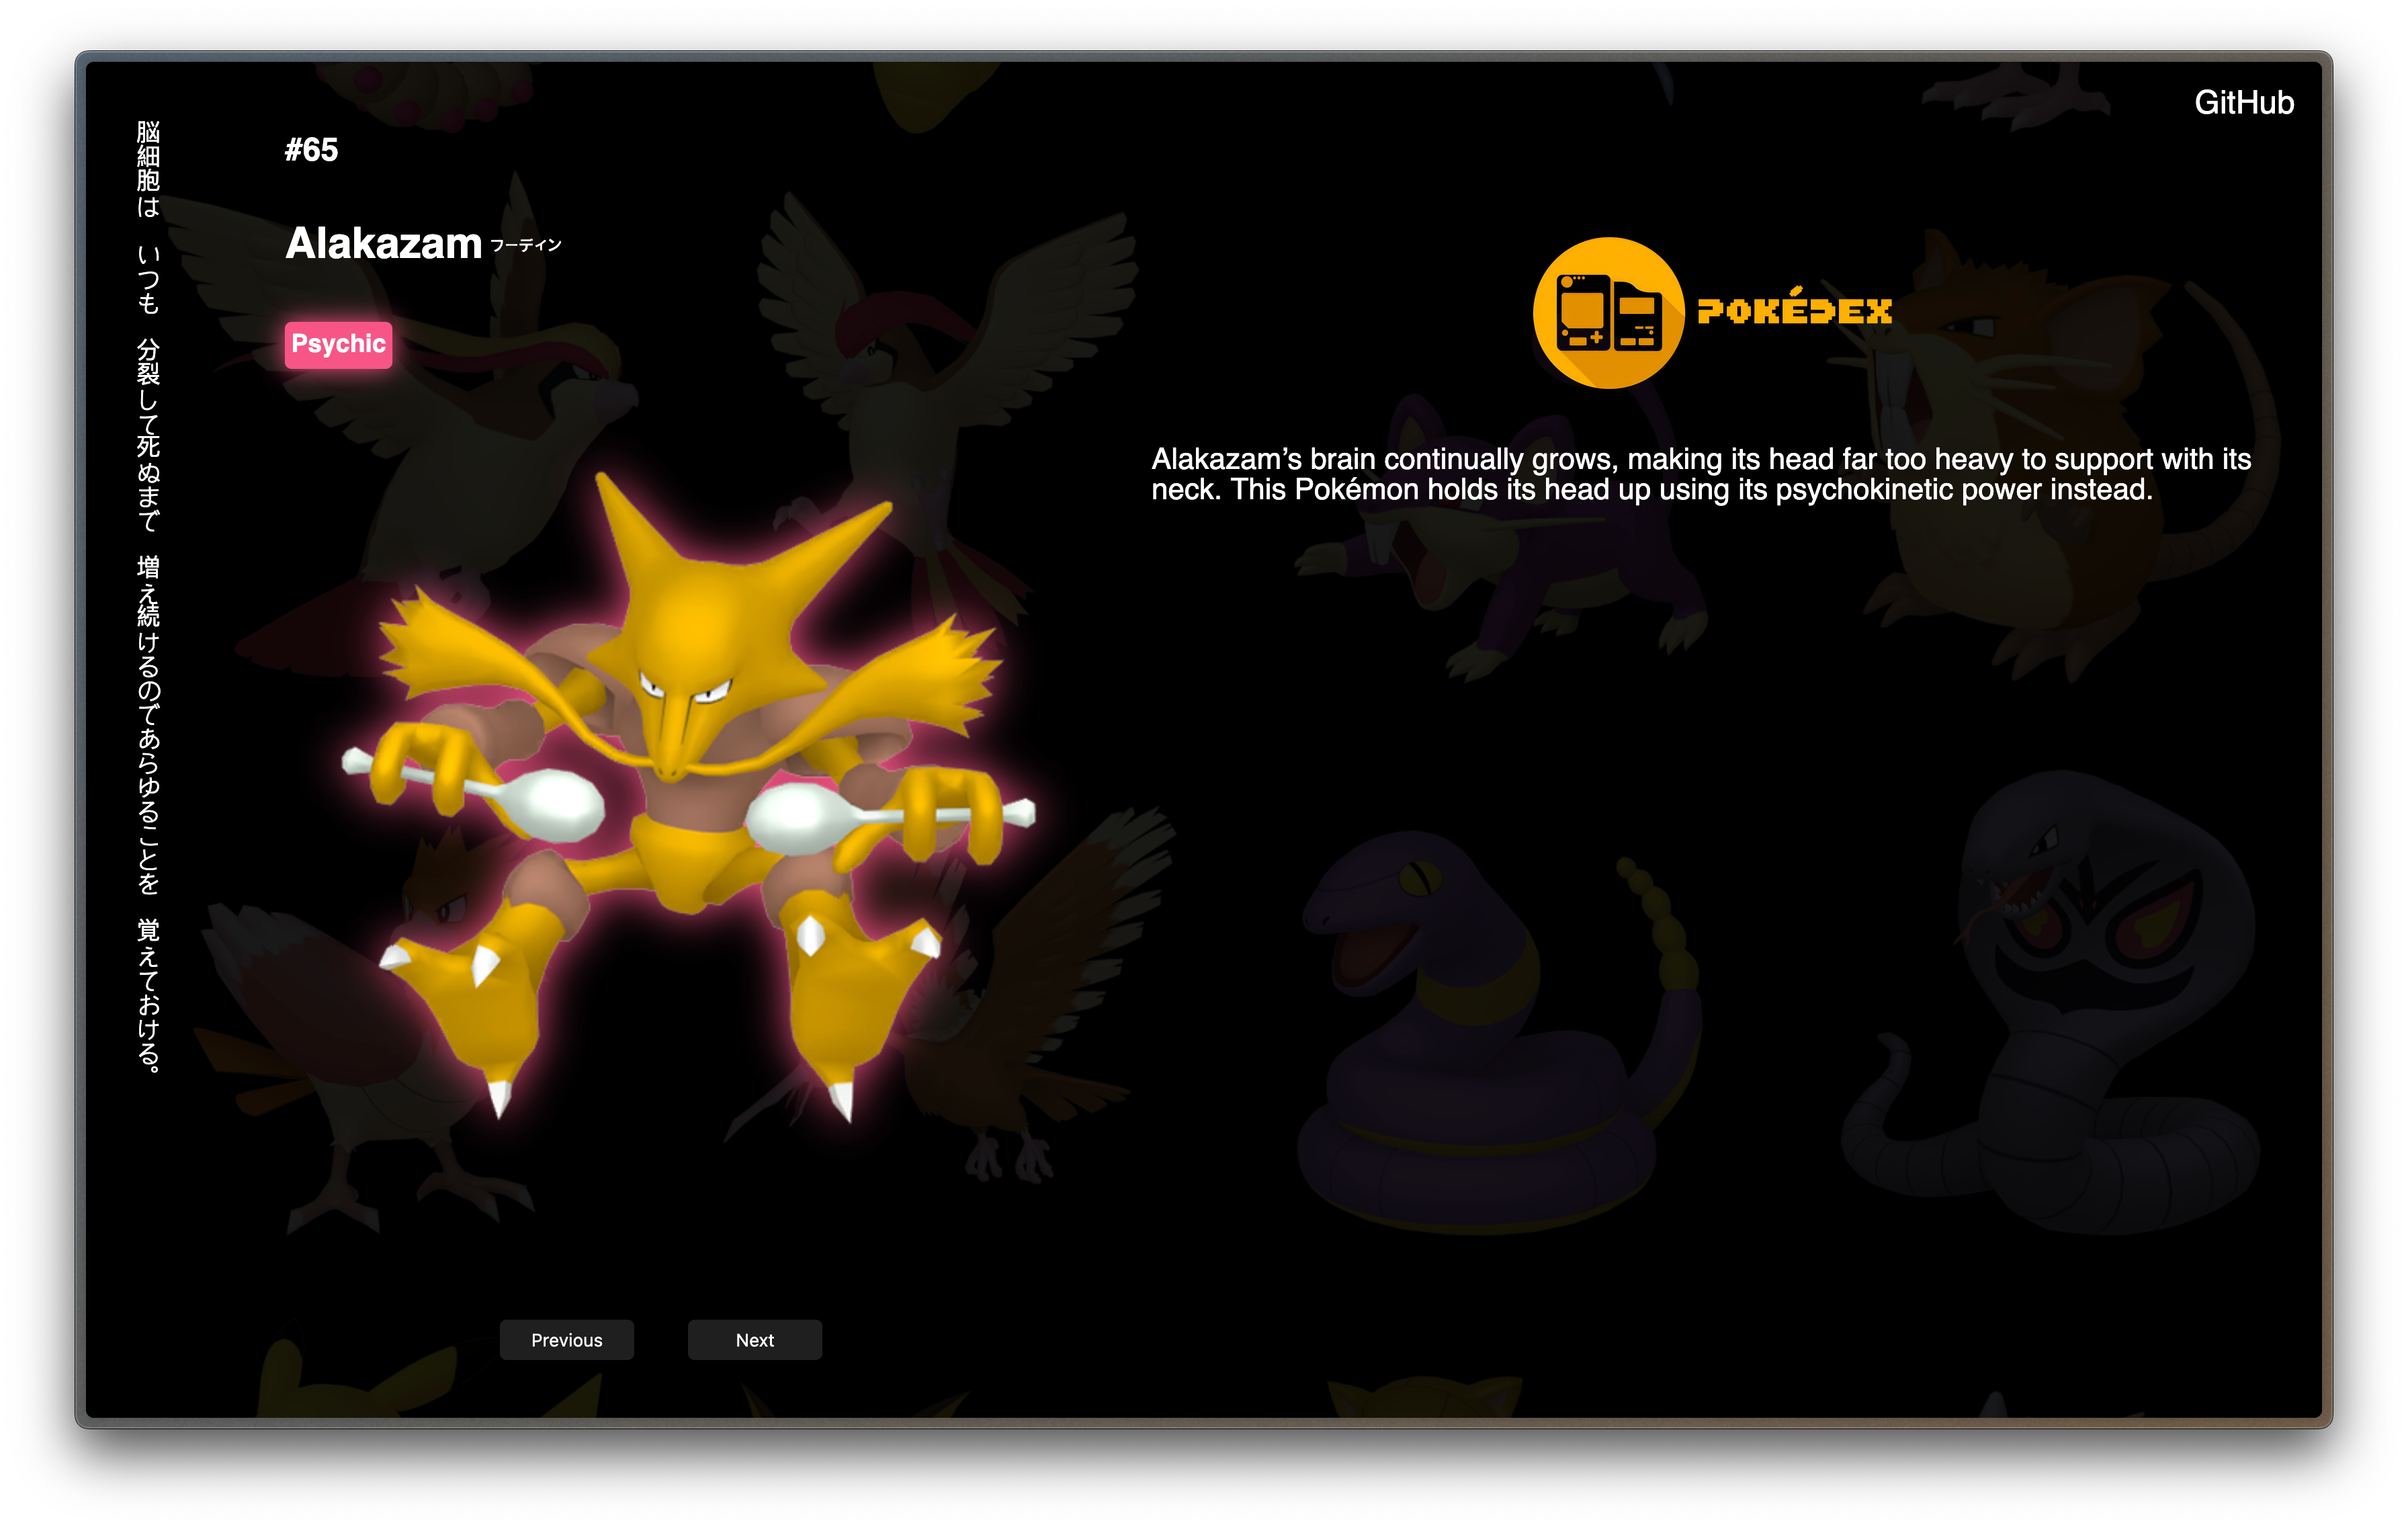 GitHub
脳細胞は　いつも　分裂して死ぬまで　増え続けるのであらゆることを　覚えておける。
#65
Alakazam フーディン
Psychic
POKÉDEX
Alakazam’s brain continually grows, making its head far too heavy to support with its
neck. This Pokémon holds its head up using its psychokinetic power instead.
Previous
Next